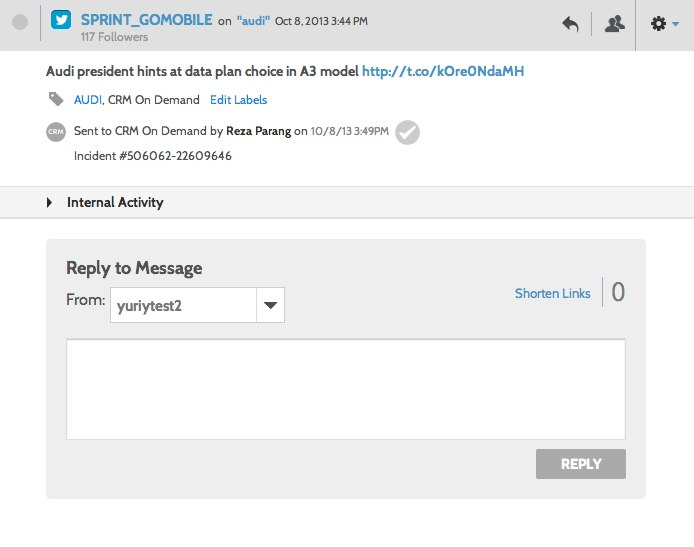 SPRINT_GOMOBILE on "audi" Oct 8, 2013 3:44 PM
117 Followers
Audi president hints at data plan choice in A3 model http://t.co/kOre0NdaMH
AUDI, CRM On Demand Edit Labels
CRM Sent to CRM On Demand by Reza Parang on 10/8/13 3:49PM
Incident #506062-22609646
Internal Activity
Reply to Message
From: yuriytest2
Shorten Links 0
REPLY